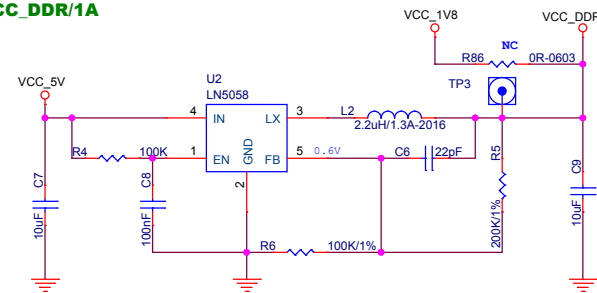 CC_DDR/1A
VCC_1V8
VCC_DDR
NC
R86
0R-0603
VCC_5V
U2
LN5058
TP3
4
IN
LX
3
L2
2.2uH/1.3A-2016
R4
100K
1
EN
GND
FB
5
0.6V
C6
22pF
R5
200K/1%
C7
10uF
C8
100nF
2
R6
100K/1%
C9
10uF